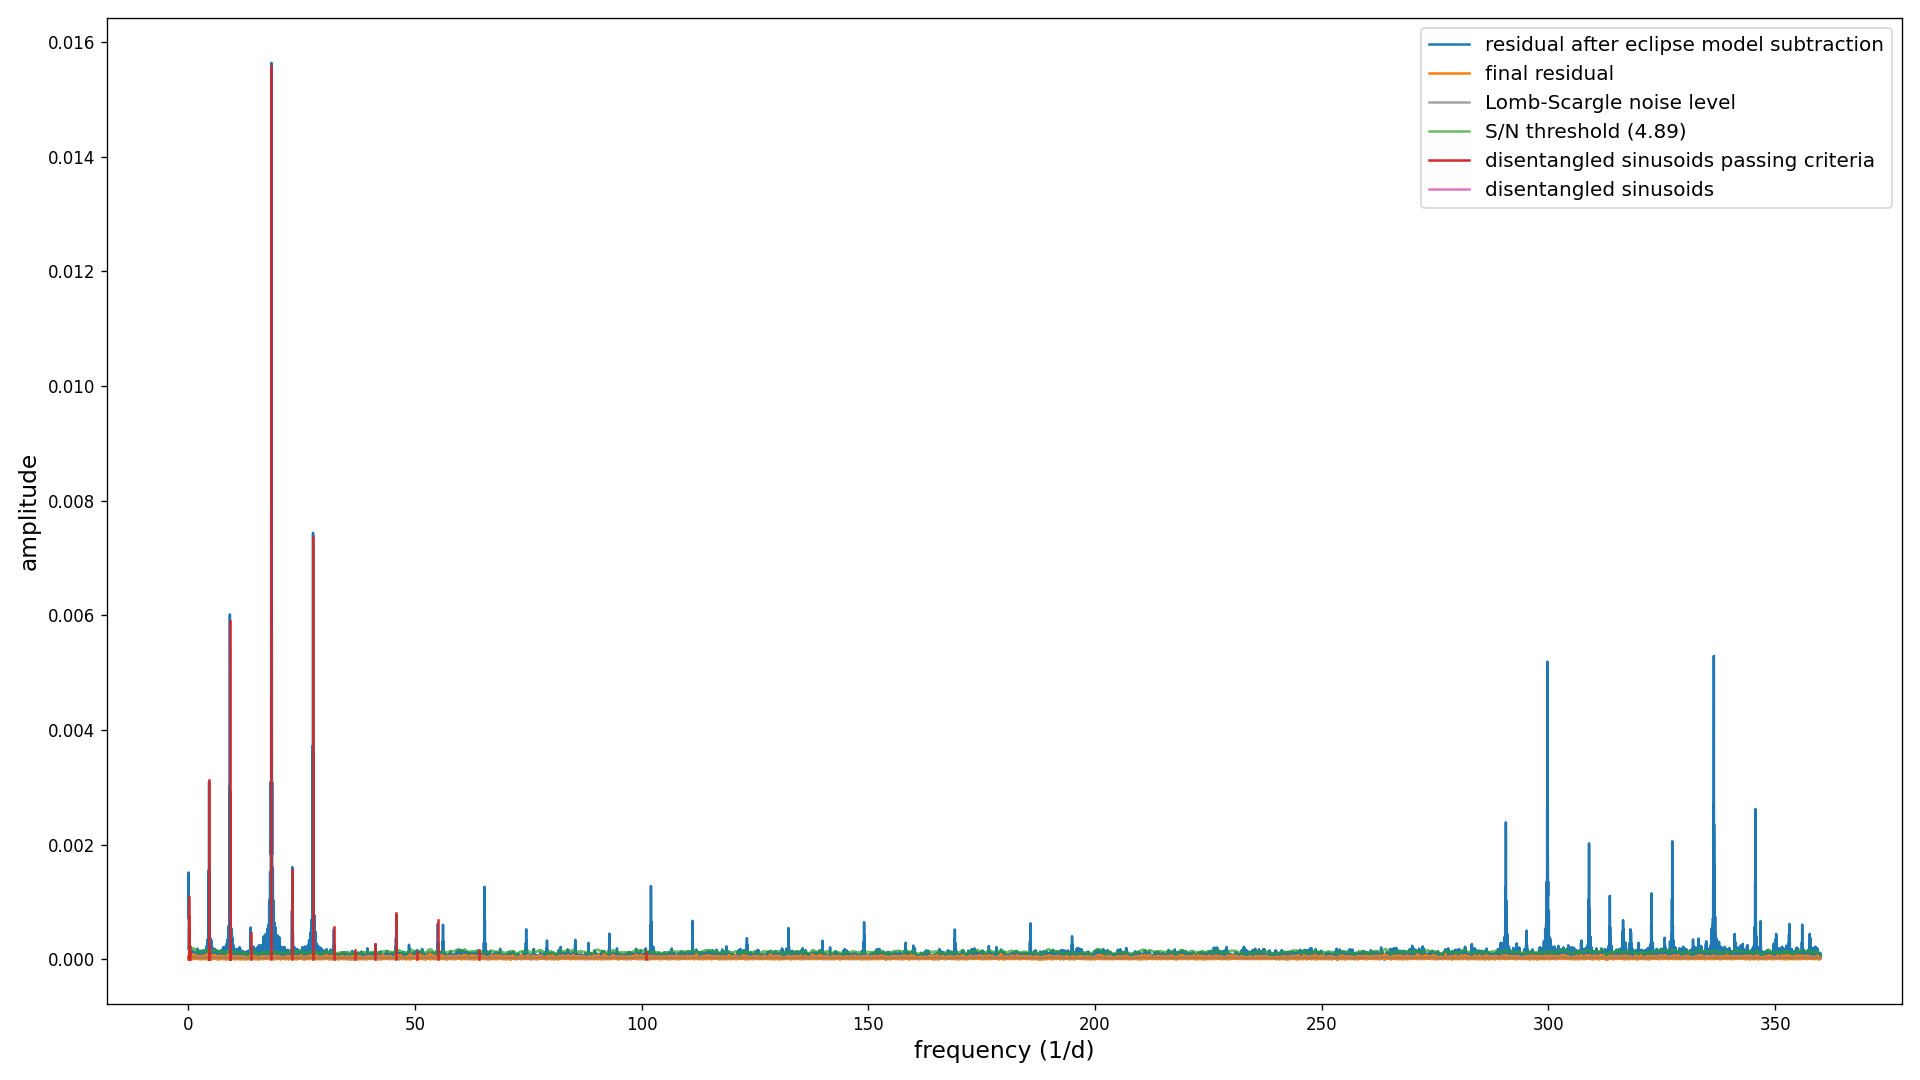 residual after eclipse model subtraction
final residual
Lomb-Scargle noise level
S/N threshold (4.89)
disentangled sinusoids passing criteria
disentangled sinusoids
0.016
0.014
0.012
0.010
0.008
0.006
0.004
0.002
0.000
amplitude
0 50 100 150 200 250 300 350
frequency (1/d)